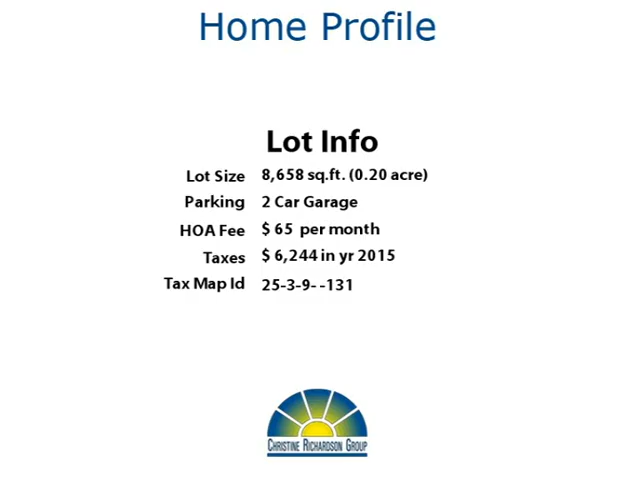 Home Profile
Lot Info
Lot Size 8,658 sq.ft. (0.20 acre)
Parking 2 Car Garage
HOA Fee $ 65 per month
Taxes $ 6,244 in yr 2015
Tax Map Id 25-3-9- -131
CHRISTINE RICHARDSON GROUP